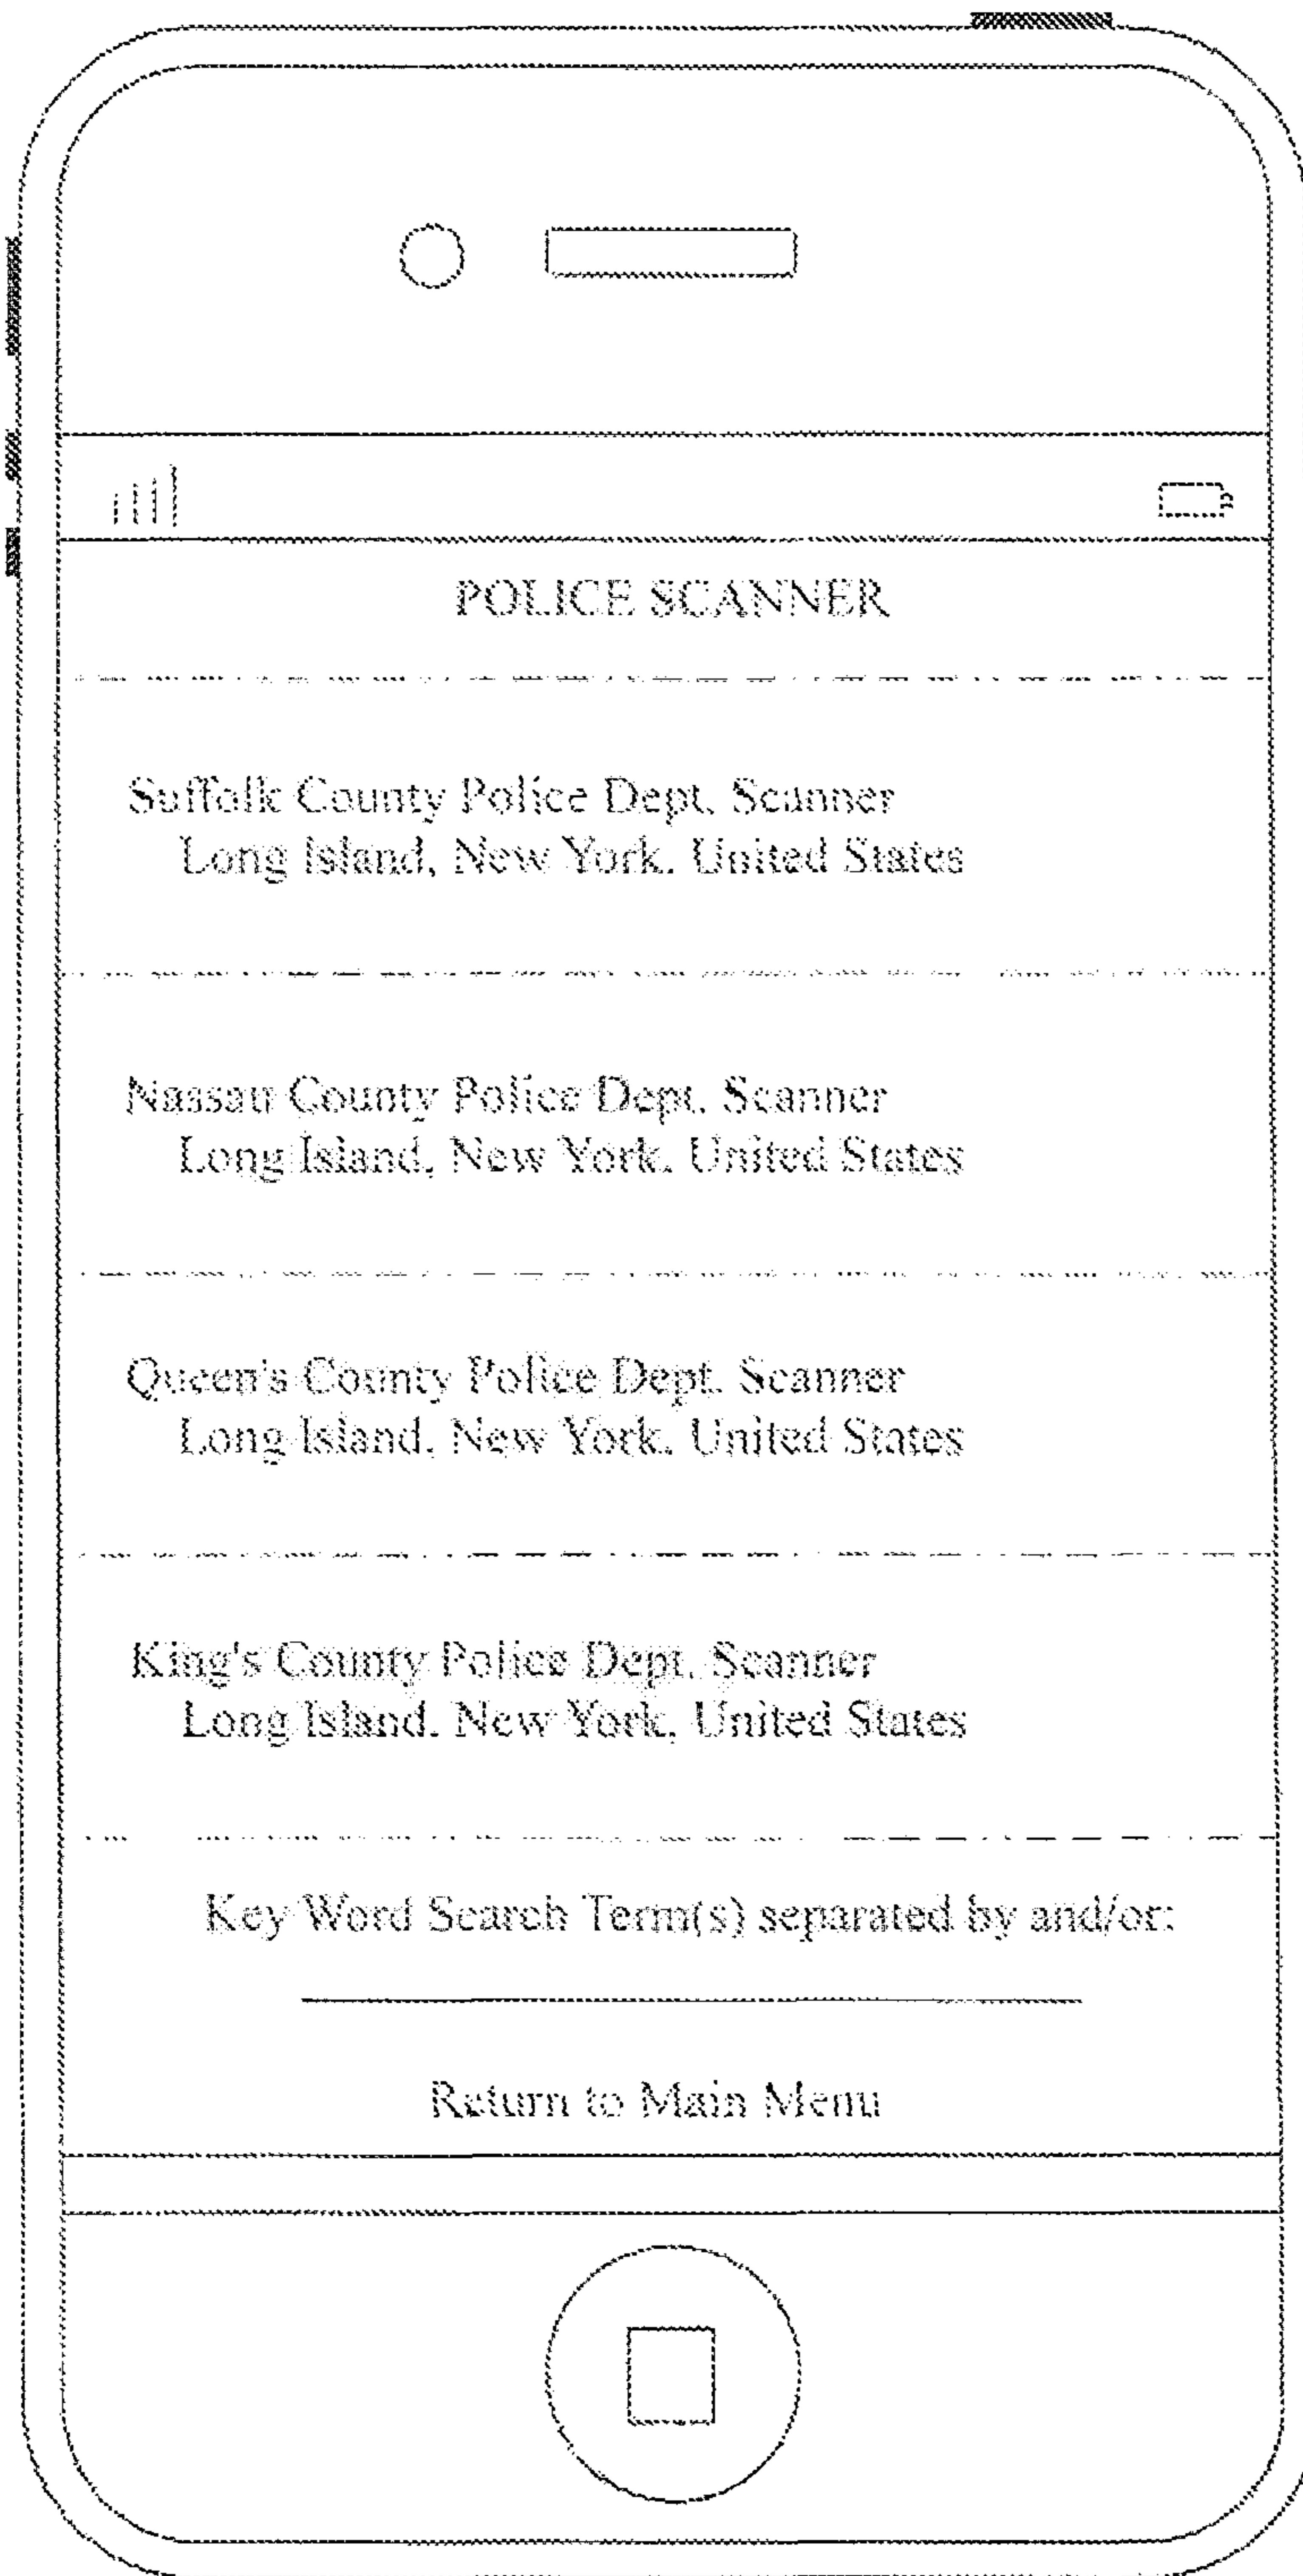 POLICE SCANNER
Suffolk County Police Dept. Scanner
Long Island, New York, United States
Nassau County Police Dept. Scanner
Long Island, New York, United States
Queen's County Police Dept. Scanner
Long Island, New York, United States
King's County Police Dept. Scanner
Long Island, New York, United States
Key Word Search Term(s) separated by and/or:
Return to Main Menu